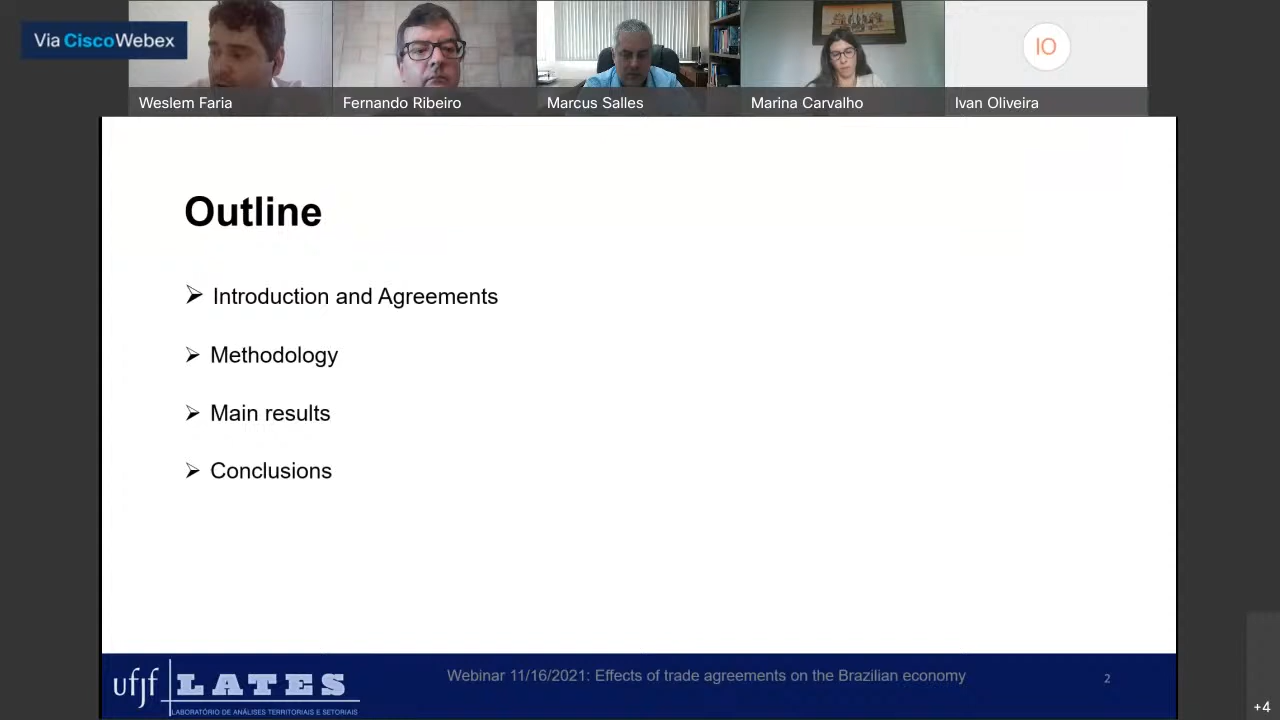 Via Cisco Webex
Weslem Faria
Fernando Ribeiro
Marcus Salles
Marina Carvalho
IO
Ivan Oliveira
Outline
➢ Introduction and Agreements
➢ Methodology
➢ Main results
➢ Conclusions
ufjf LATES
LABORATÓRIO DE ANÁLISES TERRITORIAIS E SETORIAIS
Webinar 11/16/2021: Effects of trade agreements on the Brazilian economy
2
+4